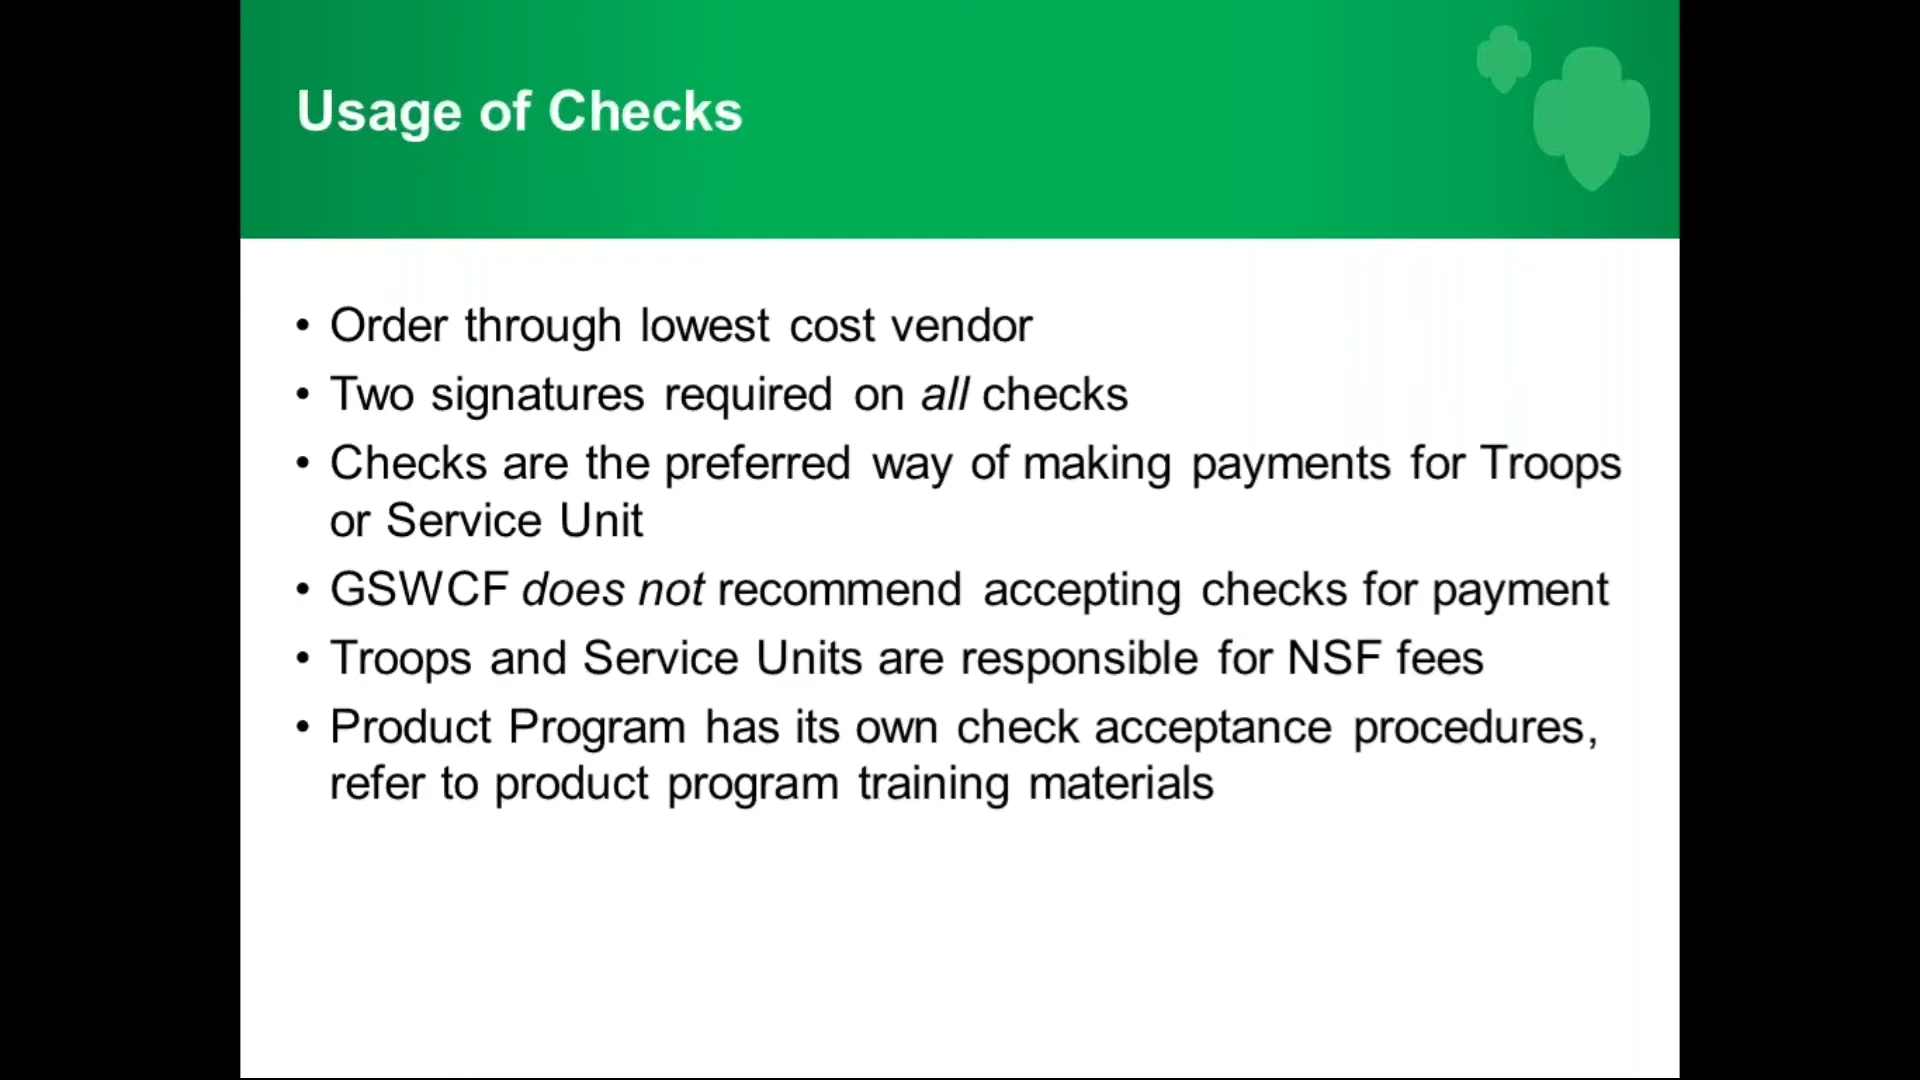 Usage of Checks
• Order through lowest cost vendor
• Two signatures required on all checks
• Checks are the preferred way of making payments for Troops
or Service Unit
• GSWCF does not recommend accepting checks for payment
• Troops and Service Units are responsible for NSF fees
• Product Program has its own check acceptance procedures,
refer to product program training materials